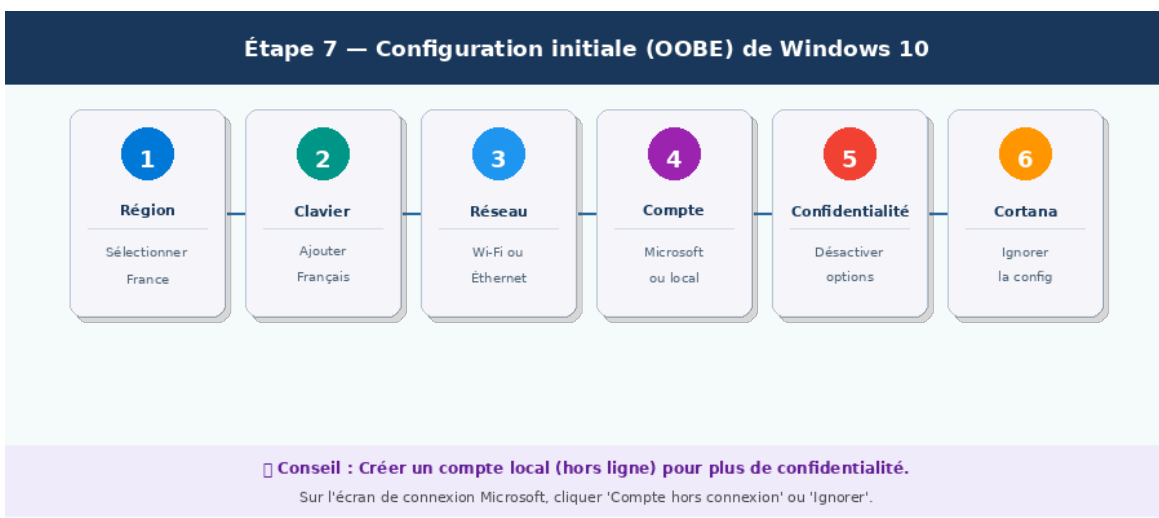 Étape 7 — Configuration initiale (OOBE) de Windows 10
1
Région
Sélectionner
France
2
Clavier
Ajouter
Français
3
Réseau
Wi-Fi ou
Éthernet
4
Compte
Microsoft
ou local
5
Confidentialité
Désactiver
options
6
Cortana
Ignorer
la config
▯ Conseil : Créer un compte local (hors ligne) pour plus de confidentialité.
Sur l'écran de connexion Microsoft, cliquer 'Compte hors connexion' ou 'Ignorer'.